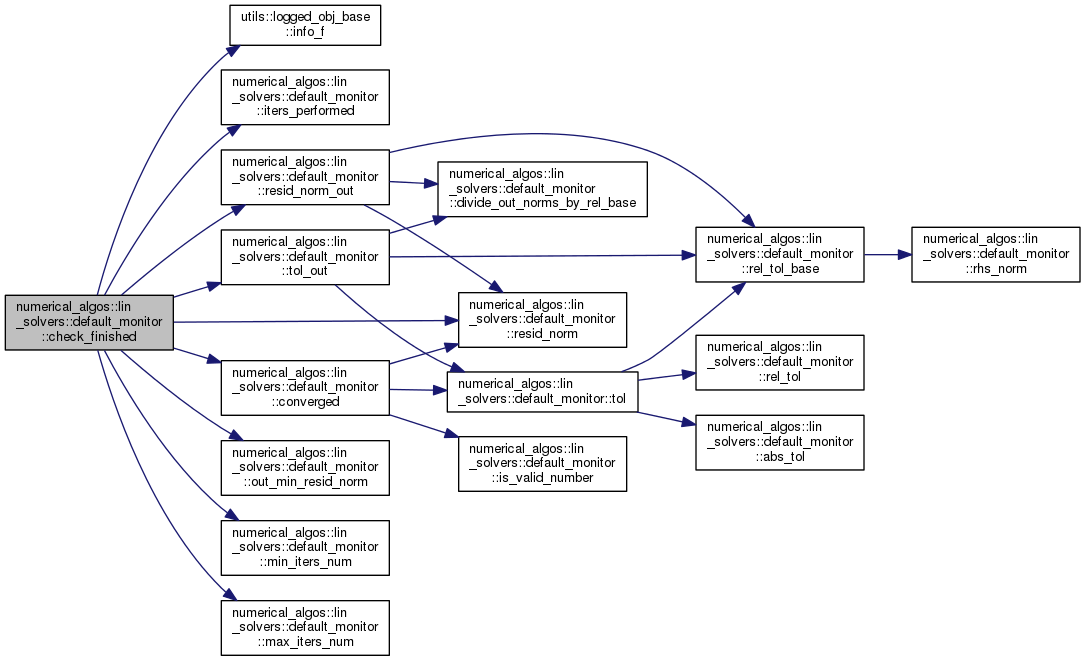 numerical_algos::lin
_solvers::default_monitor
::check_finished
utils::logged_obj_base
::info_f
numerical_algos::lin
_solvers::default_monitor
::iters_performed
numerical_algos::lin
_solvers::default_monitor
::resid_norm_out
numerical_algos::lin
_solvers::default_monitor
::tol_out
numerical_algos::lin
_solvers::default_monitor
::converged
numerical_algos::lin
_solvers::default_monitor
::out_min_resid_norm
numerical_algos::lin
_solvers::default_monitor
::min_iters_num
numerical_algos::lin
_solvers::default_monitor
::max_iters_num
numerical_algos::lin
_solvers::default_monitor
::divide_out_norms_by_rel_base
numerical_algos::lin
_solvers::default_monitor
::resid_norm
numerical_algos::lin
_solvers::default_monitor::tol
numerical_algos::lin
_solvers::default_monitor
::is_valid_number
numerical_algos::lin
_solvers::default_monitor
::rel_tol_base
numerical_algos::lin
_solvers::default_monitor
::rel_tol
numerical_algos::lin
_solvers::default_monitor
::abs_tol
numerical_algos::lin
_solvers::default_monitor
::rhs_norm